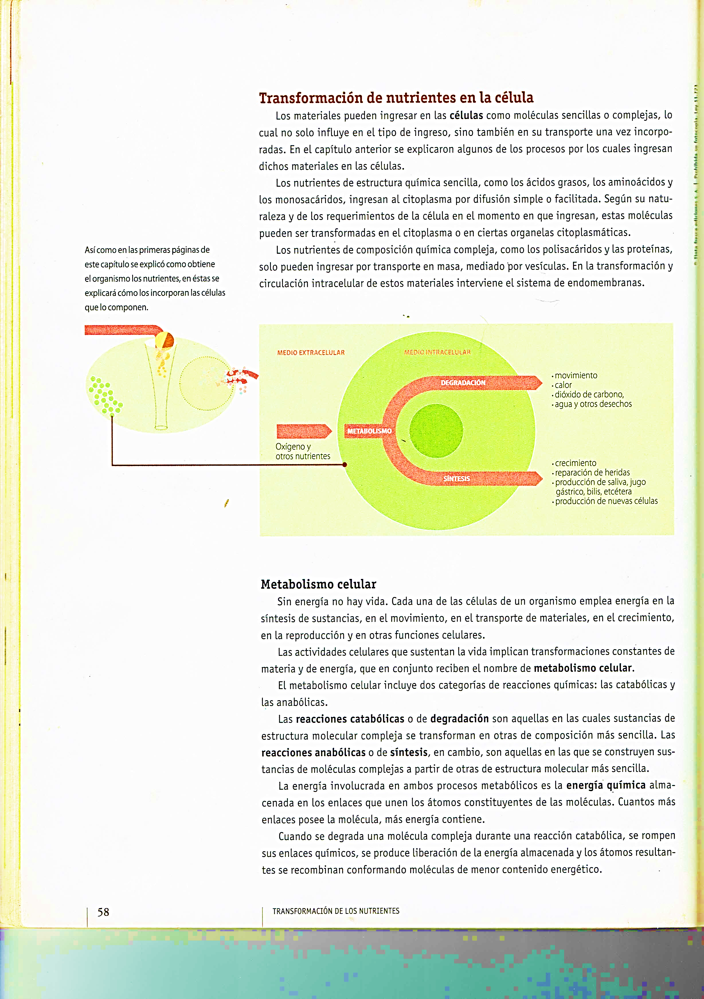 Transformación de nutrientes en la célula
Los materiales pueden ingresar en las células como moléculas sencillas o complejas, lo
cual no solo influye en el tipo de ingreso, sino también en su transporte una vez incorpo-
radas. En el capítulo anterior se explicaron algunos de los procesos por los cuales ingresan
dichos materiales en las células.
Los nutrientes de estructura química sencilla, como los ácidos grasos, los aminoácidos y
los monosacáridos, ingresan al citoplasma por difusión simple o facilitada. Según su natu-
raleza y de los requerimientos de la célula en el momento en que ingresan, estas moléculas
pueden ser transformadas en el citoplasma o en ciertas organelas citoplasmáticas.
Los nutrientes de composición química compleja, como los polisacáridos y las proteínas,
solo pueden ingresar por transporte en masa, mediado por vesículas. En la transformación y
circulación intracelular de estos materiales interviene el sistema de endomembranas.
Así como en las primeras páginas de
este capítulo se explicó como obtiene
el organismo los nutrientes, en éstas se
explicará cómo los incorporan las células
que lo componen.
MEDIO EXTRACELULAR
MEDIO INTRACELULAR
DEGRADACIÓN
• movimiento
• calor
• dióxido de carbono,
• agua y otros desechos
METABOLISMO
Oxígeno y
otros nutrientes
SÍNTESIS
• crecimiento
• reparación de heridas
• producción de saliva, jugo
gástrico, bilis, etcétera
• producción de nuevas células
Metabolismo celular
Sin energía no hay vida. Cada una de las células de un organismo emplea energía en la
síntesis de sustancias, en el movimiento, en el transporte de materiales, en el crecimiento,
en la reproducción y en otras funciones celulares.
Las actividades celulares que sustentan la vida implican transformaciones constantes de
materia y de energía, que en conjunto reciben el nombre de metabolismo celular.
El metabolismo celular incluye dos categorías de reacciones químicas: las catabólicas y
las anabólicas.
Las reacciones catabólicas o de degradación son aquellas en las cuales sustancias de
estructura molecular compleja se transforman en otras de composición más sencilla. Las
reacciones anabólicas o de síntesis, en cambio, son aquellas en las que se construyen sus-
tancias de moléculas complejas a partir de otras de estructura molecular más sencilla.
La energía involucrada en ambos procesos metabólicos es la energía química alma-
cenada en los enlaces que unen los átomos constituyentes de las moléculas. Cuantos más
enlaces posee la molécula, más energía contiene.
Cuando se degrada una molécula compleja durante una reacción catabólica, se rompen
sus enlaces químicos, se produce liberación de la energía almacenada y los átomos resultan-
tes se recombinan conformando moléculas de menor contenido energético.
58
TRANSFORMACIÓN DE LOS NUTRIENTES